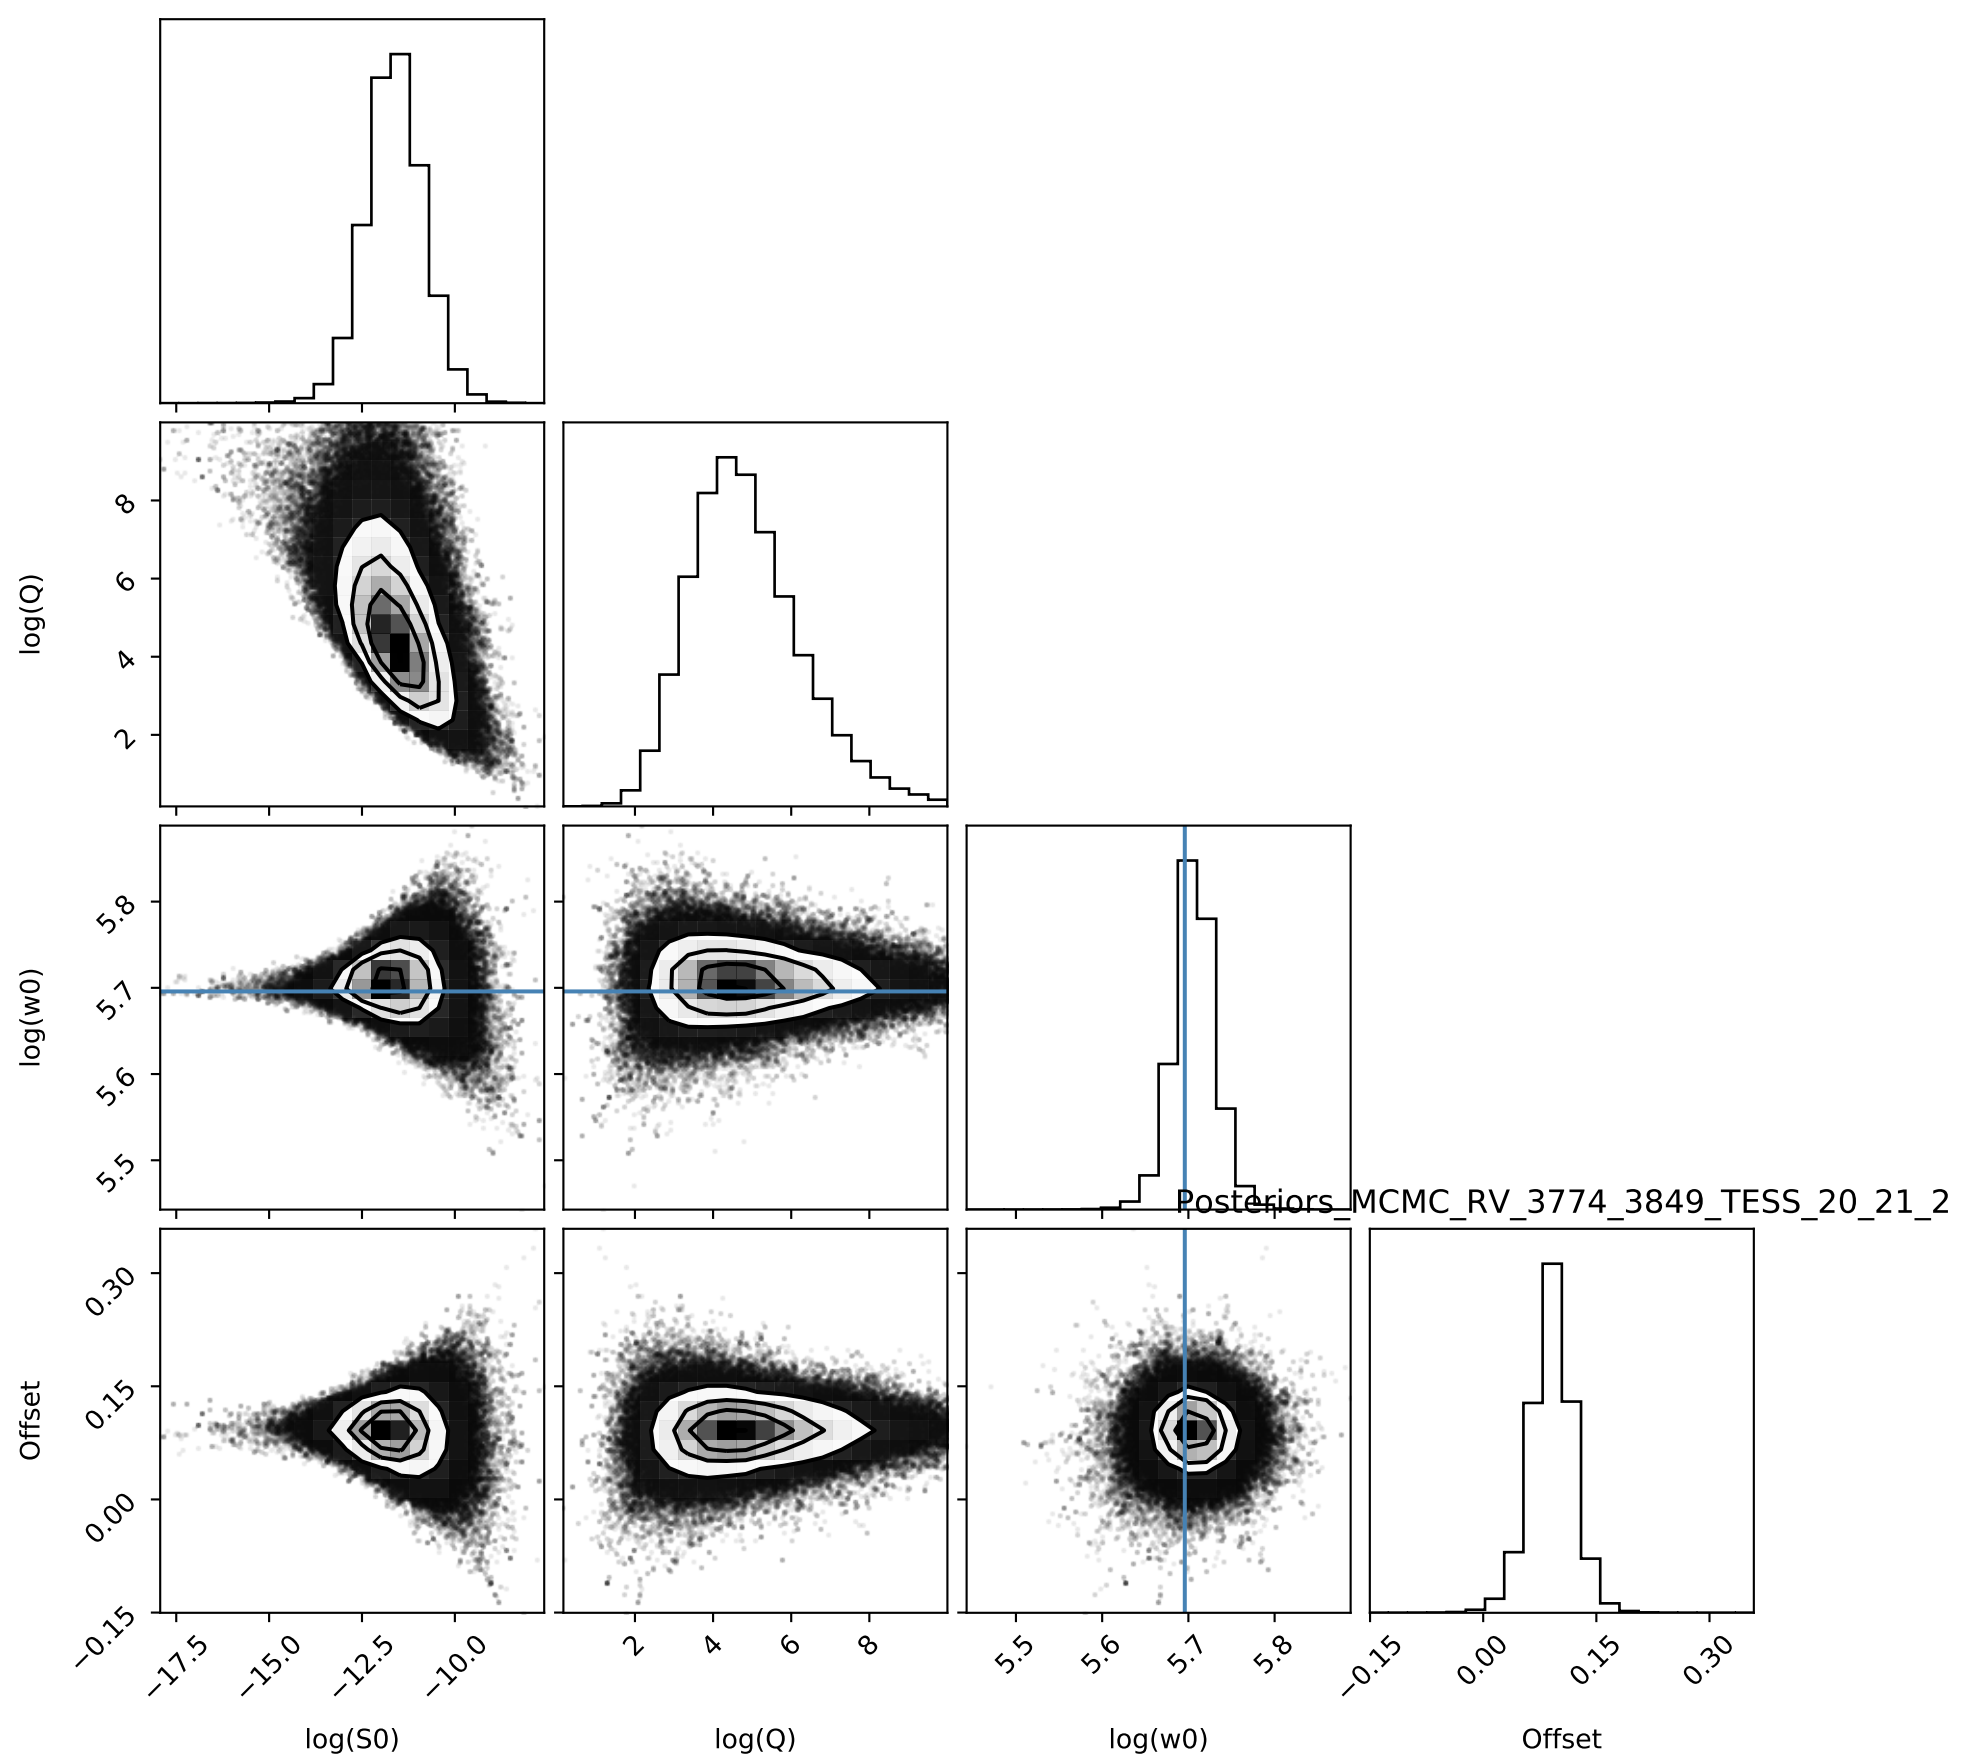 8
6
4
2
log(Q)
5.8
5.7
5.6
5.5
log(w0)
Posteriors_MCMC_RV_3774_3849_TESS_20_21_2
0.30
0.15
0.00
−0.15
Offset
−17.5 −15.0 −12.5 −10.0 2 4 6 8 5.5 5.6 5.7 5.8 −0.15 0.00 0.15 0.30
log(S0) log(Q) log(w0) Offset